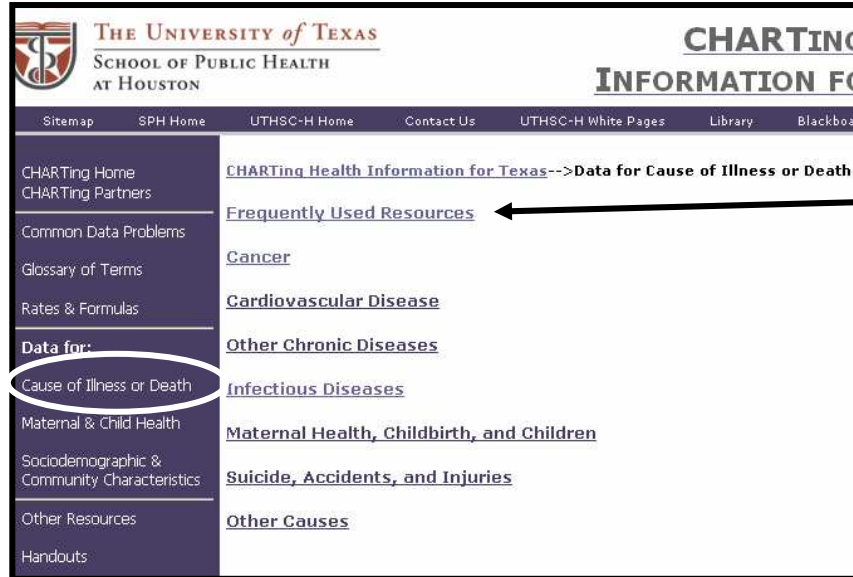 THE UNIVERSITY of TEXAS
SCHOOL OF PUBLIC HEALTH
AT HOUSTON
CHARTING
INFORMATION
Sitemap SPH Home UTHSC-H Home Contact Us UTHSC-H White Pages Library
CHARTing Home
CHARTing Partners
Common Data Problems
Glossary of Terms
Rates & Formulas
Data for:
Cause of Illness or Death
Maternal & Child Health
Sociodemographic &
Community Characteristics
Other Resources
Handouts
CHARTing Health Information for Texas-->Data for Cause of Illness or Death
Frequently Used Resources
Cancer
Cardiovascular Disease
Other Chronic Diseases
Infectious Diseases
Maternal Health, Childbirth, and Children
Suicide, Accidents, and Injuries
Other Causes